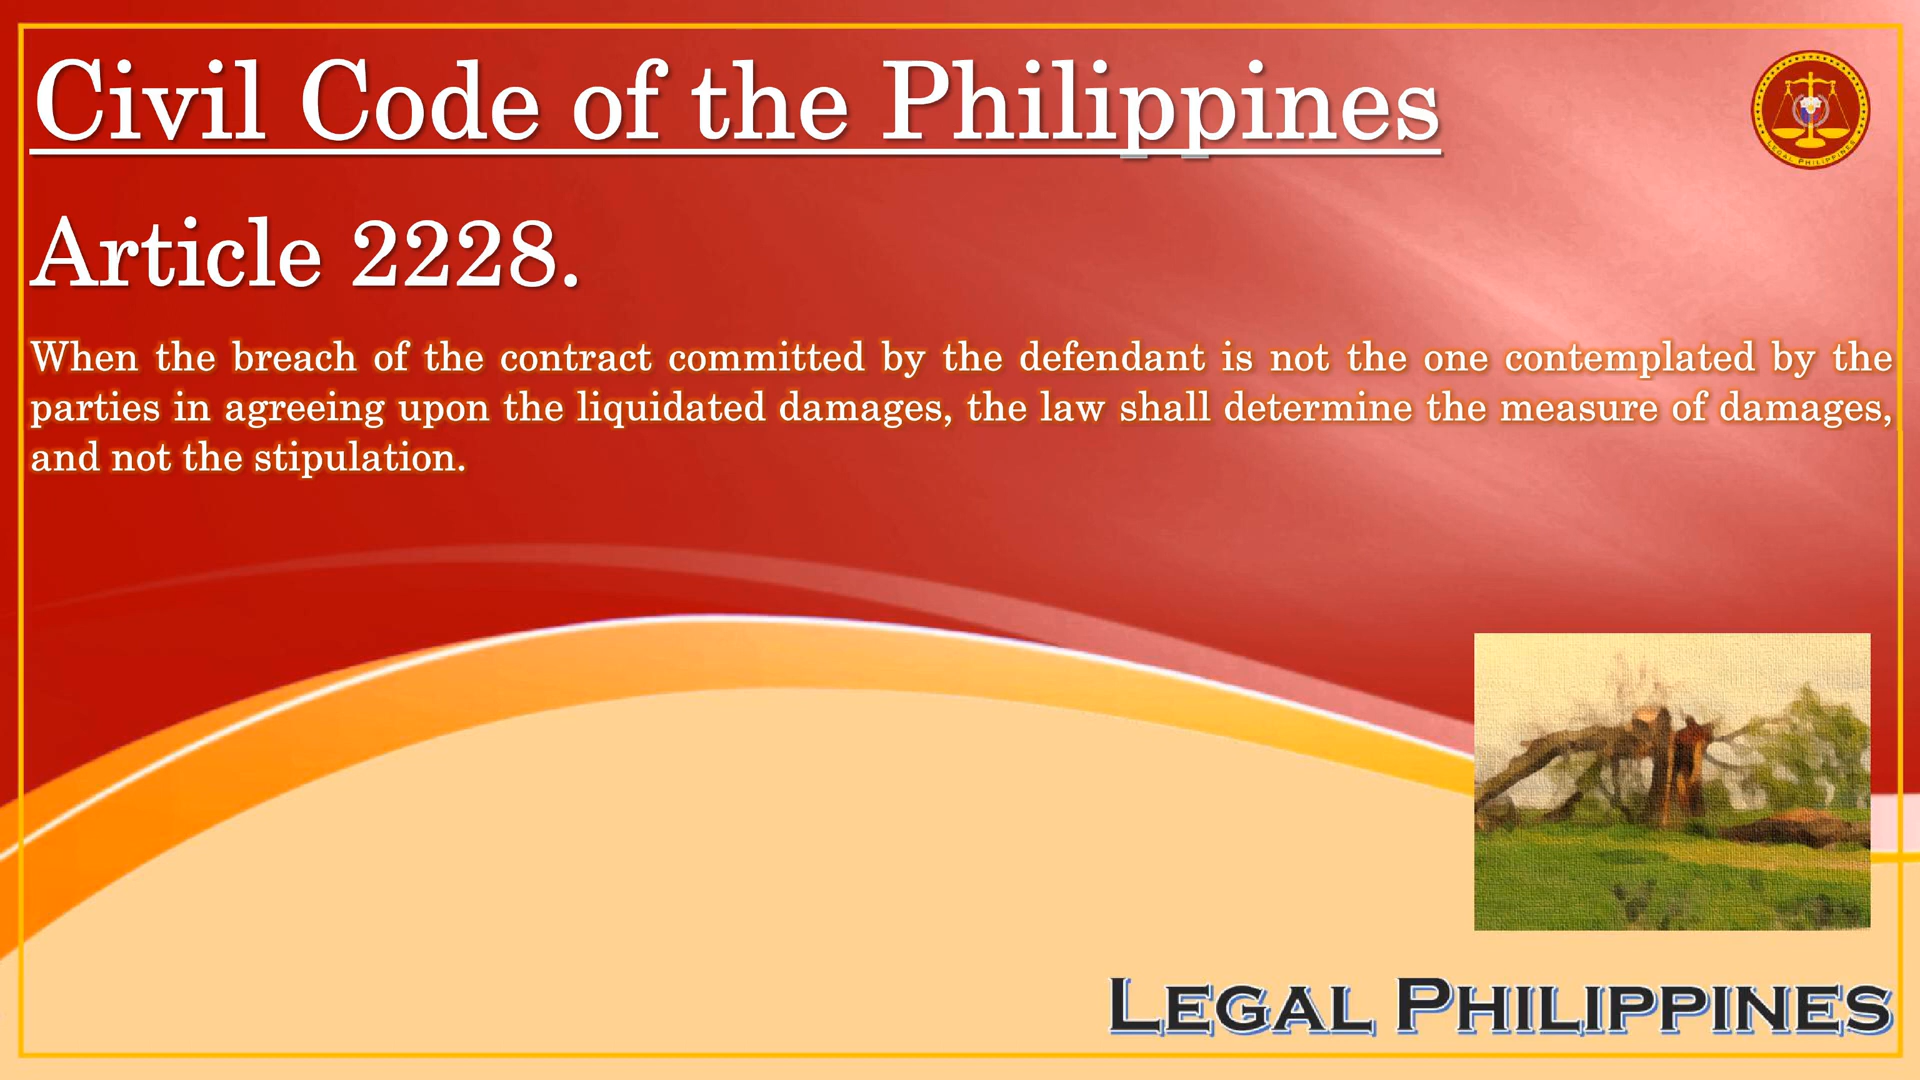 Civil Code of the Philippines
LEGAL PHILIPPINES
Article 2228.
When the breach of the contract committed by the defendant is not the one contemplated by the
parties in agreeing upon the liquidated damages, the law shall determine the measure of damages,
and not the stipulation.
LEGAL PHILIPPINES